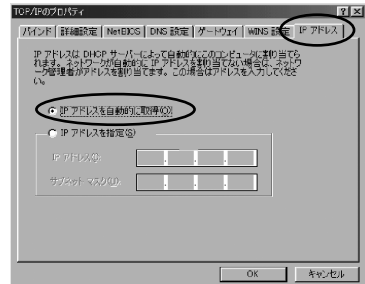 TCP/IPのプロパティ
バインド 詳細設定 NetBIOS DNS 設定 ゲートウェイ WINS 設定 IP アドレス
IP アドレスは DHCP サーバーによって自動的にこのコンピュータに割り当てら
れます。ネットワークが自動的に IP アドレスを割り当てない場合は、ネットワ
ーク管理者がアドレスを割り当てます。この場合はアドレスを入力してくださ
い。
IP アドレスを自動的に取得(O)
IP アドレスを指定(S)
IP アドレス(I):
サブネット マスク(U):
OK キャンセル